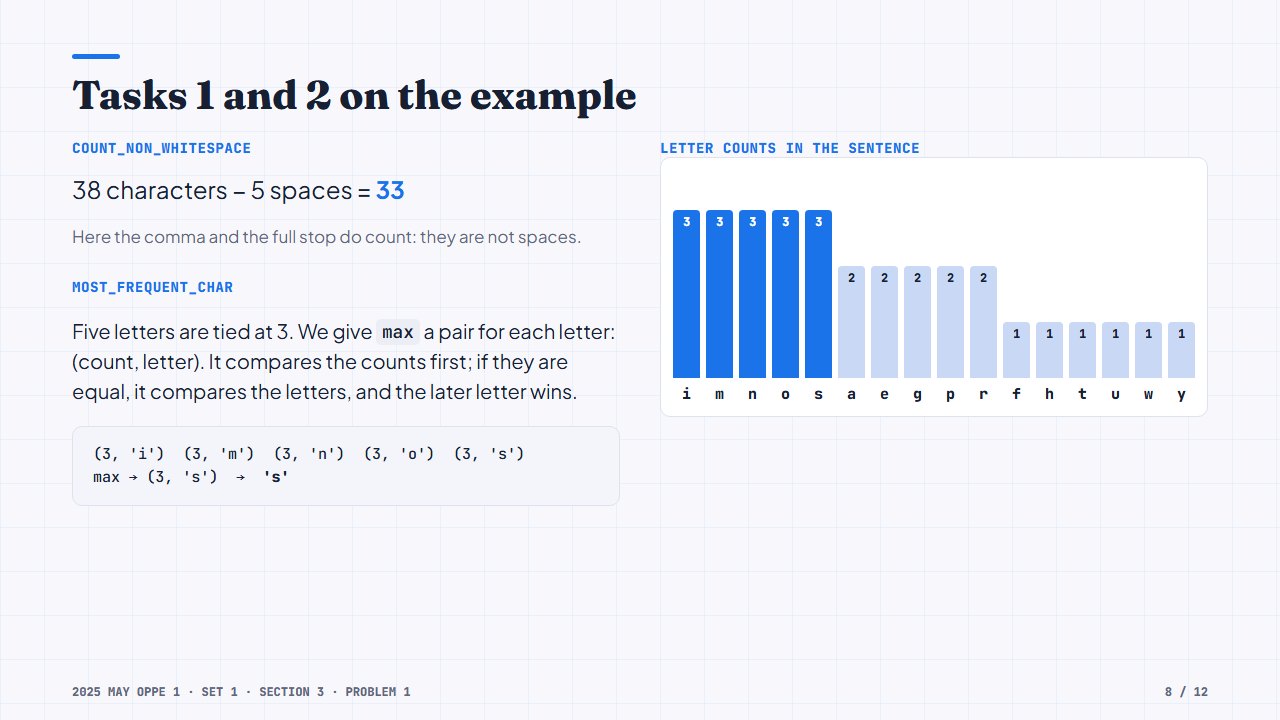 Tasks 1 and 2 on the example
COUNT_NON_WHITESPACE
38 characters – 5 spaces = 33
Here the comma and the full stop do count: they are not spaces.
MOST_FREQUENT_CHAR
Five letters are tied at 3. We give max a pair for each letter:
(count, letter). It compares the counts first; if they are
equal, it compares the letters, and the later letter wins.
(3, 'i')  (3, 'm')  (3, 'n')  (3, 'o')  (3, 's')
max → (3, 's')  →  's'
LETTER COUNTS IN THE SENTENCE
3 3 3 3 3 2 2 2 2 2 1 1 1 1 1 1
i m n o s a e g p r f h t u w y
2025 MAY OPPE 1 · SET 1 · SECTION 3 · PROBLEM 1
8 / 12